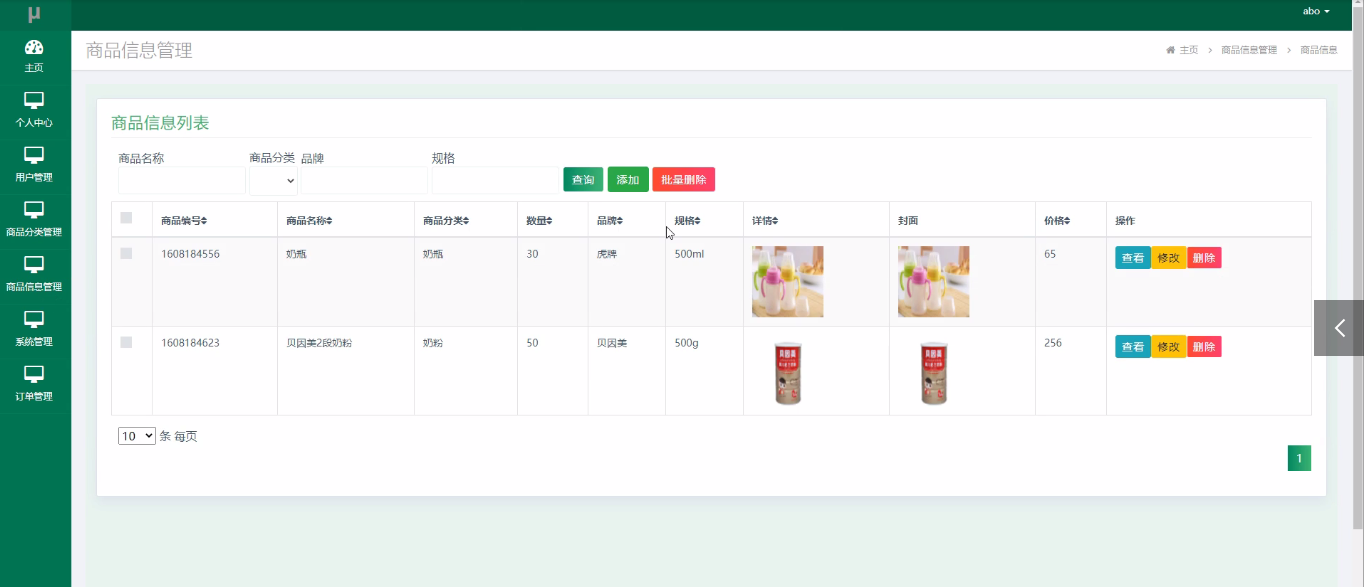 μ
abo
主页
个人中心
用户管理
商品分类管理
商品信息管理
系统管理
订单管理
商品信息管理
主页 › 商品信息管理 › 商品信息
商品信息列表
商品名称 商品分类 品牌 规格
查询 添加 批量删除
商品编号 商品名称 商品分类 数量 品牌 规格 详情 封面 价格 操作
1608184556 奶瓶 奶瓶 30 虎牌 500ml 65 查看 修改 删除
1608184623 贝因美2段奶粉 奶粉 50 贝因美 500g 256 查看 修改 删除
贝因美
贝因美
10 条 每页
1